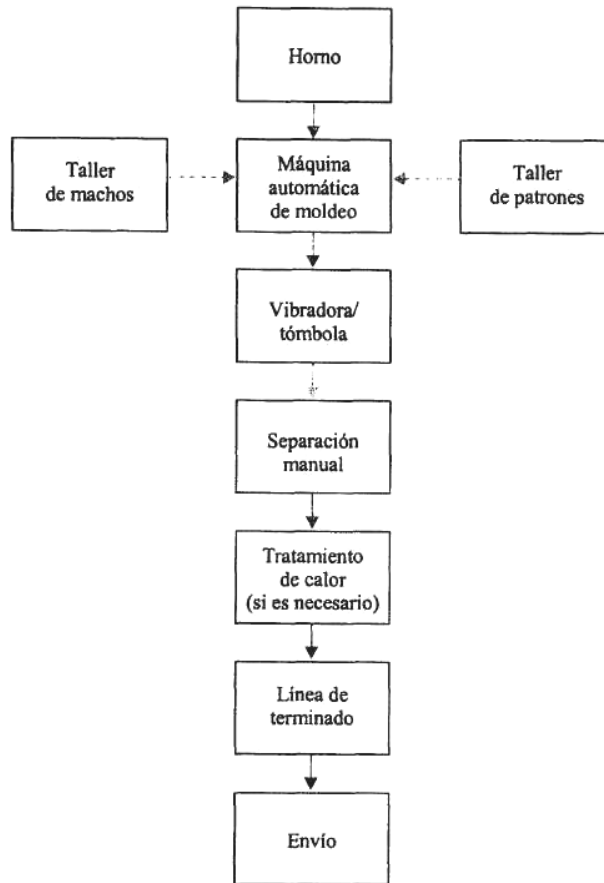 Horno
Taller
de machos
Máquina
automática
de moldeo
Taller
de patrones
Vibradora/
tómbola
Separación
manual
Tratamiento
de calor
(si es necesario)
Línea de
terminado
Envío